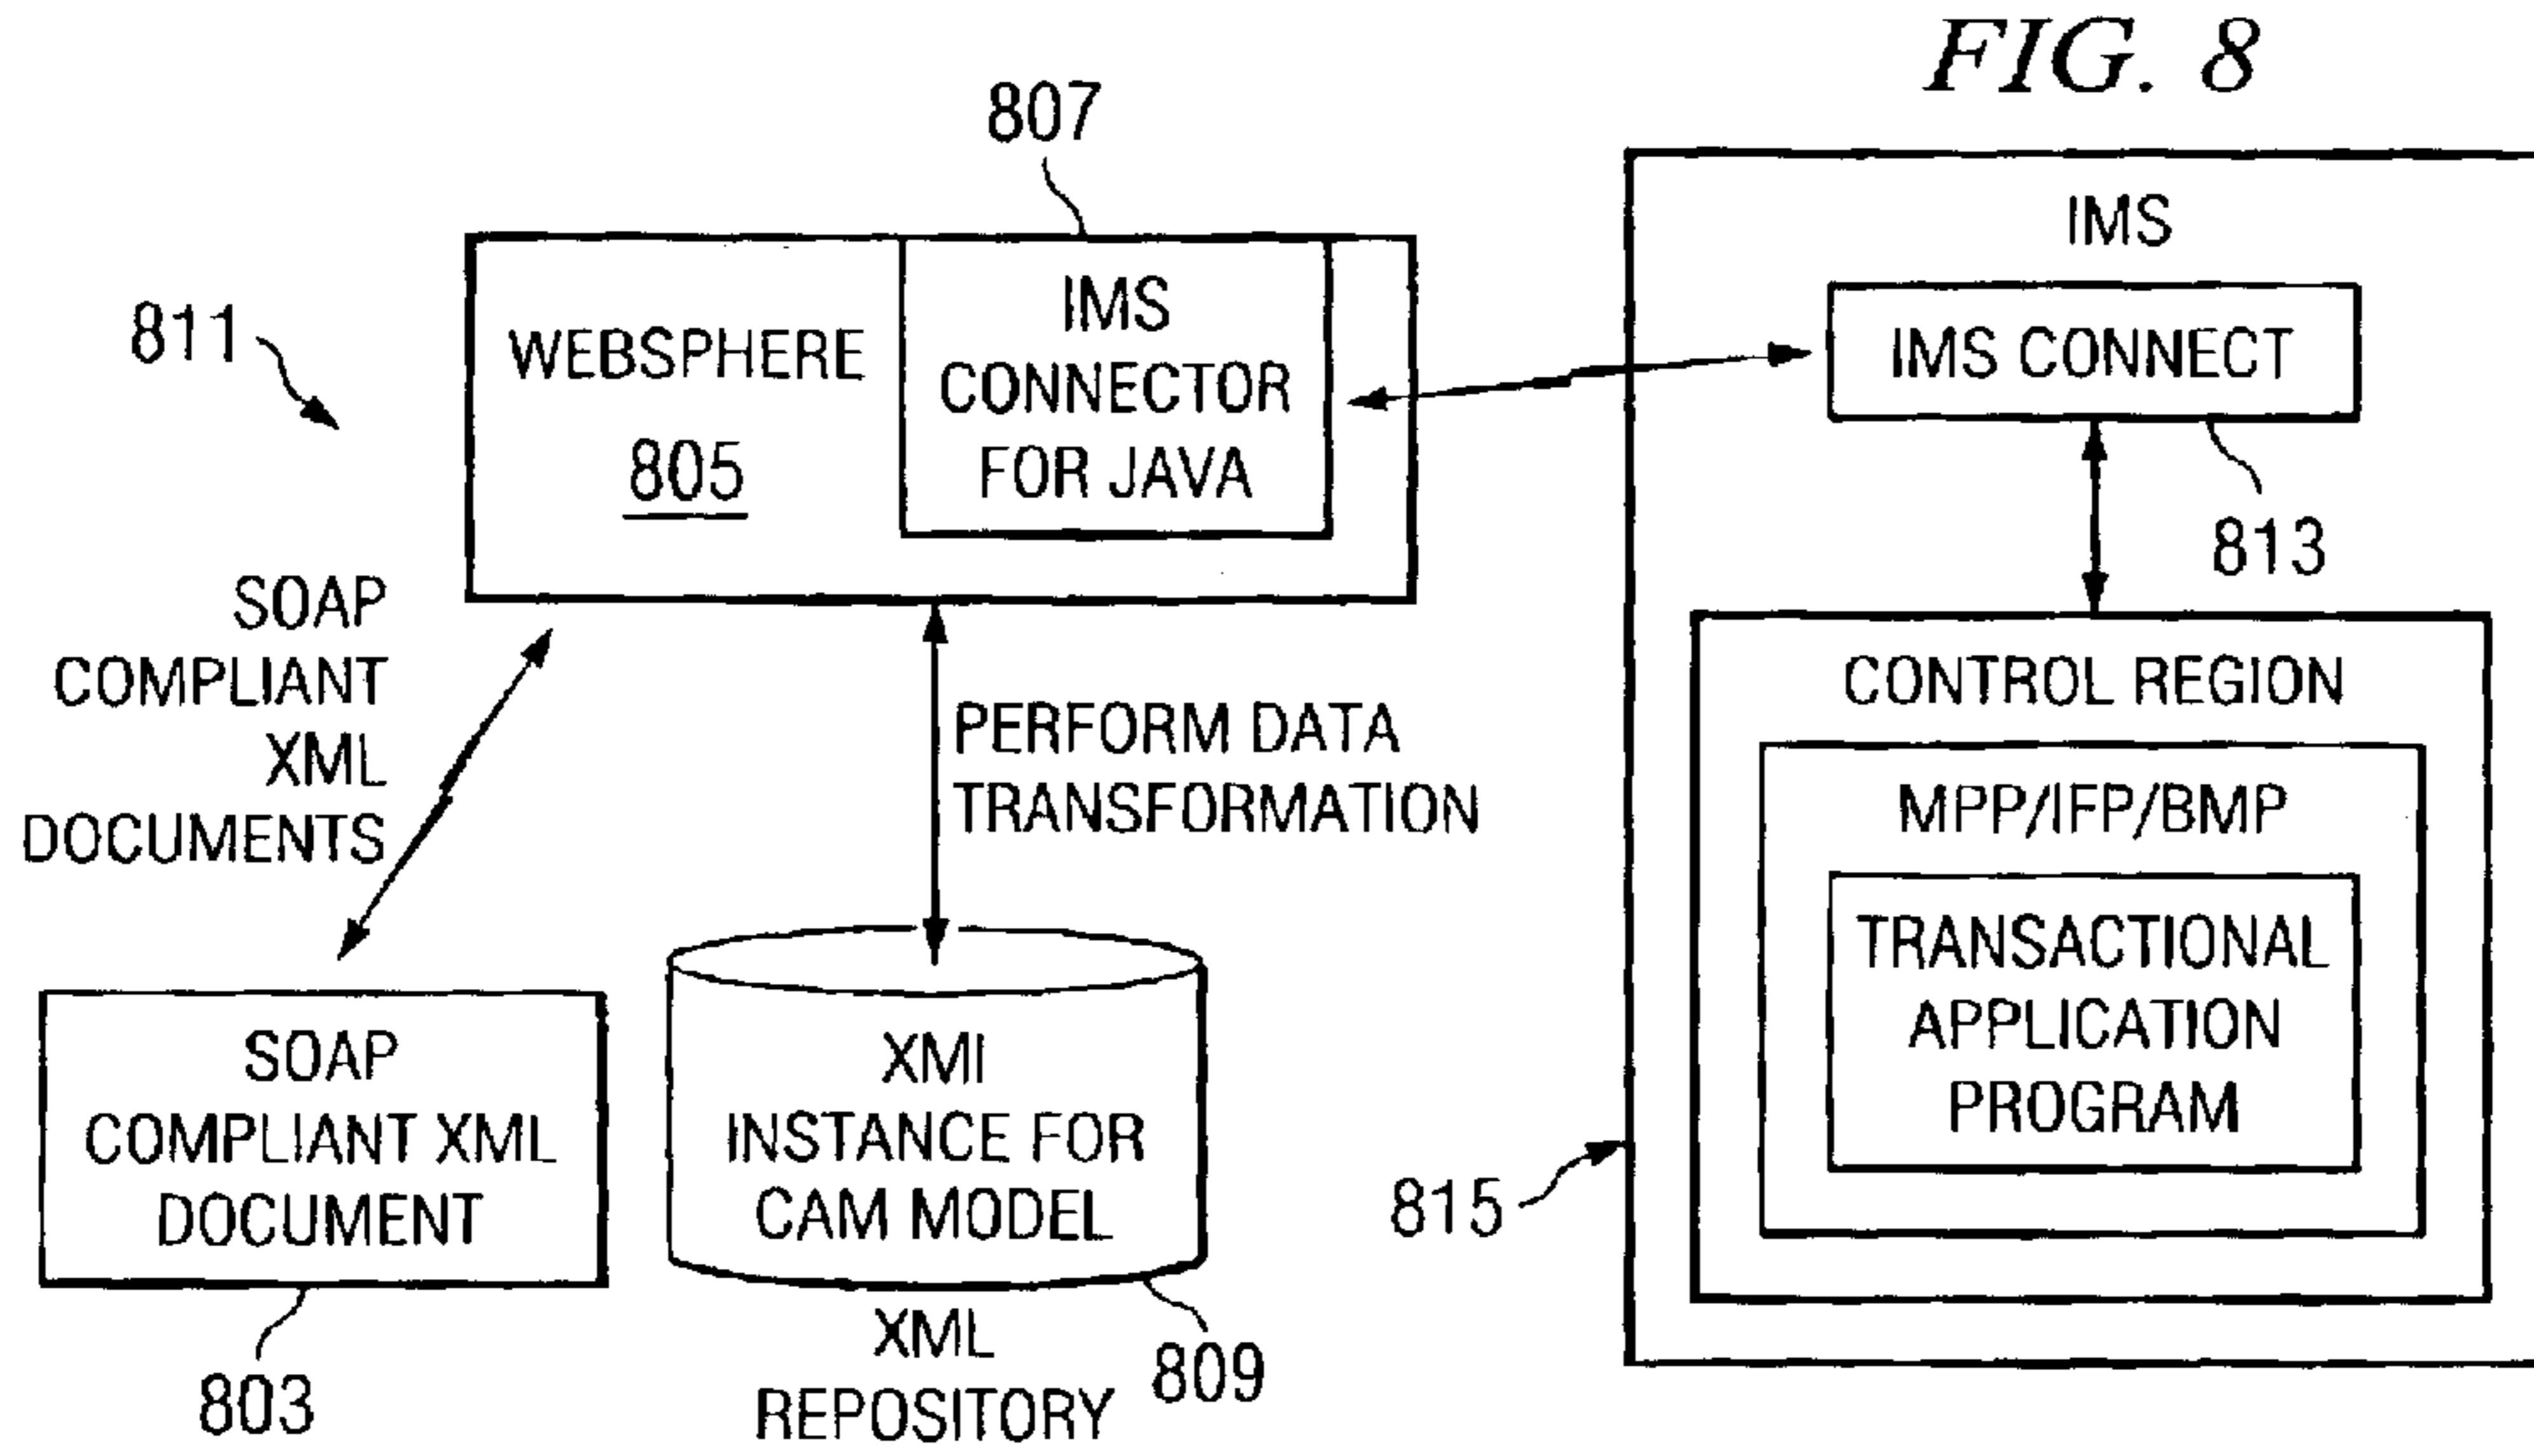 FIG. 8
807
811
WEBSPHERE
805
IMS
CONNECTOR
FOR JAVA
IMS
IMS CONNECT
813
CONTROL REGION
MPP/IFP/BMP
TRANSACTIONAL
APPLICATION
PROGRAM
815
SOAP
COMPLIANT
XML
DOCUMENTS
PERFORM DATA
TRANSFORMATION
SOAP
COMPLIANT XML
DOCUMENT
803
XMI
INSTANCE FOR
CAM MODEL
XML
REPOSITORY
809